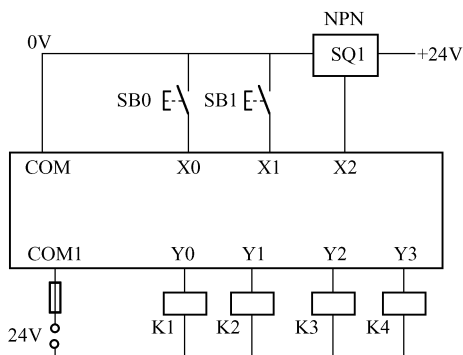 NPN
0V
SQ1
+24V
SB0
SB1
COM X0 X1 X2
COM1 Y0 Y1 Y2 Y3
24V
K1 K2 K3 K4